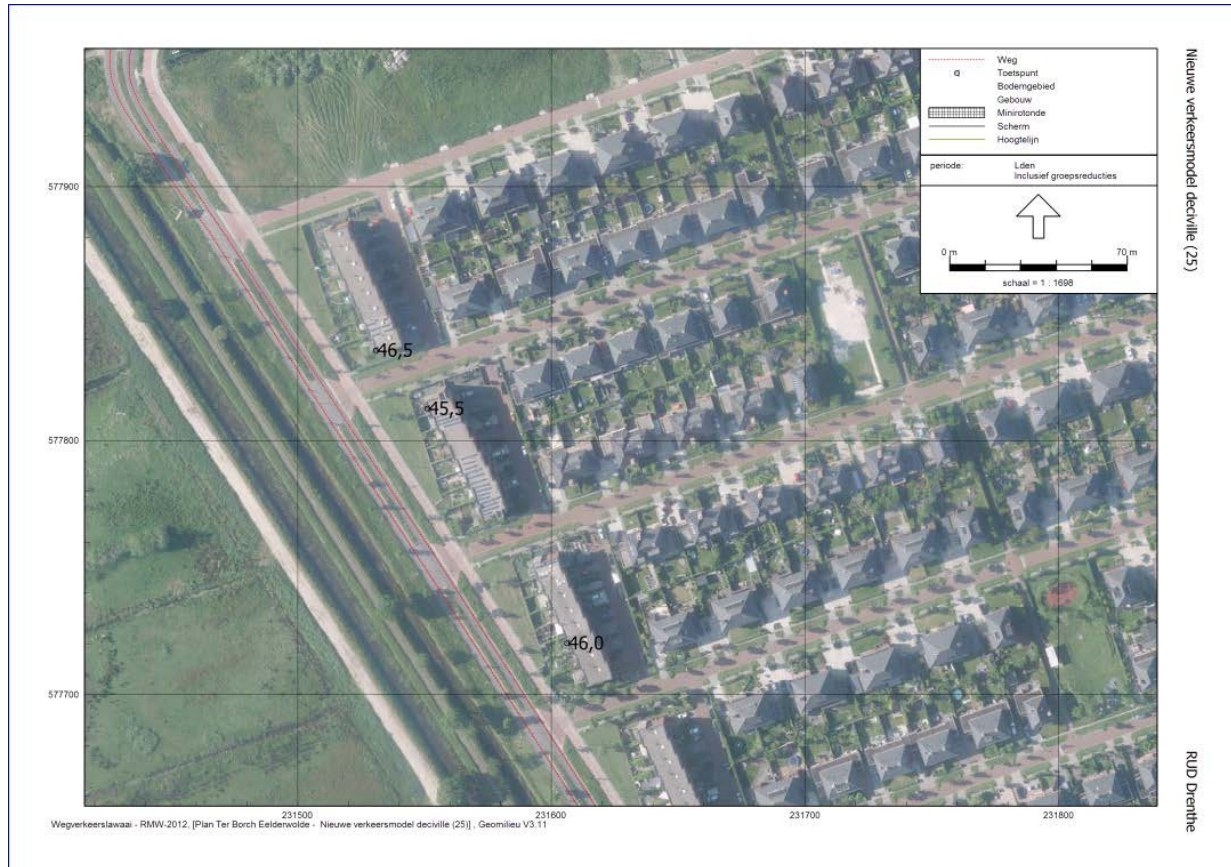 Nieuwe verkeersmodel deciville (25)
Weg
Toetspunt
Bodemgebied
Gebouw
Minirotonde
Scherm
Hoogtelijn
periode: Lden
Inclusief groepsreducties
0 m 70 m
schaal = 1 : 1698
577900
46,5
45,5
577800
46,0
577700
231500 231600 231700 231800
Wegverkeerslawaai - RMW-2012, [Plan Ter Borch Eelderwolde - Nieuwe verkeersmodel deciville (25)] , Geomilieu V3.11
RUD Drenthe